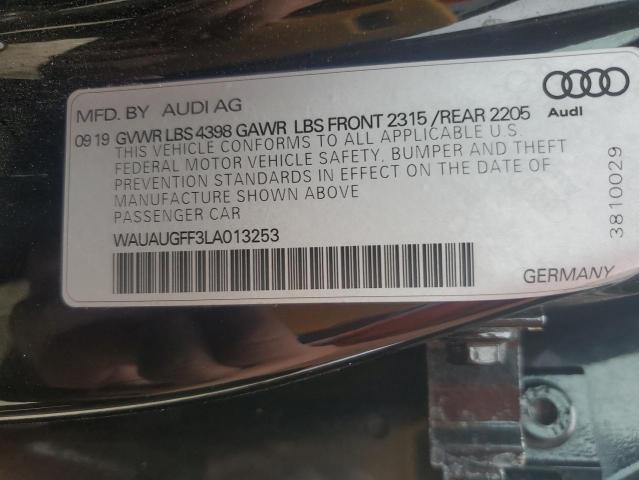 MFD. BY AUDI AG
Audi
09 19 GVWR LBS 4398 GAWR LBS FRONT 2315 /REAR 2205
THIS VEHICLE CONFORMS TO ALL APPLICABLE U.S.
FEDERAL MOTOR VEHICLE SAFETY, BUMPER AND THEFT
PREVENTION STANDARDS IN EFFECT ON THE DATE OF
MANUFACTURE SHOWN ABOVE
PASSENGER CAR
WAUAUGFF3LA013253
3810029
GERMANY